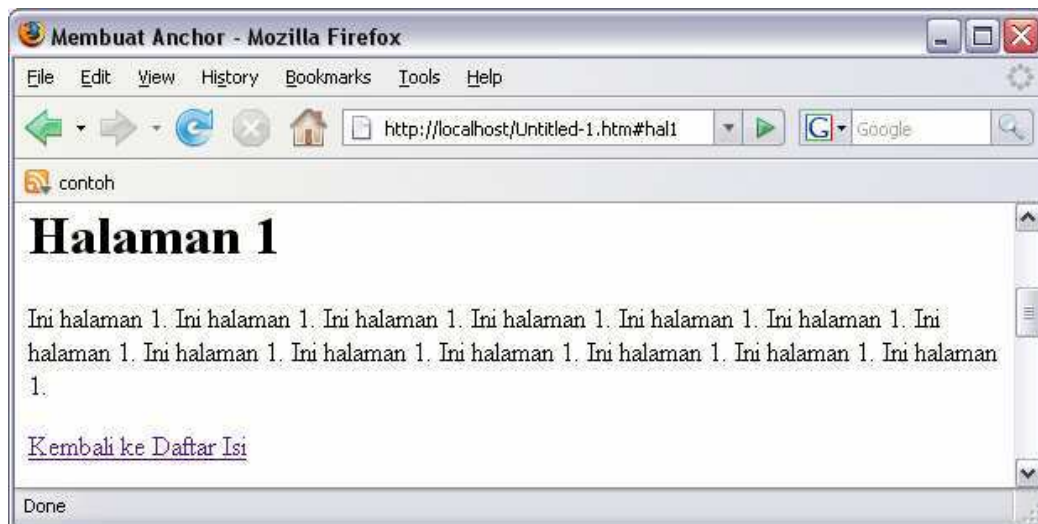 Membuat Anchor - Mozilla Firefox
File Edit View History Bookmarks Tools Help
http://localhost/Untitled-1.htm#hal1 G Google
contoh
Halaman 1
Ini halaman 1. Ini halaman 1. Ini halaman 1. Ini halaman 1. Ini halaman 1. Ini halaman 1. Ini
halaman 1. Ini halaman 1. Ini halaman 1. Ini halaman 1. Ini halaman 1. Ini halaman 1. Ini halaman
1.
Kembali ke Daftar Isi
Done